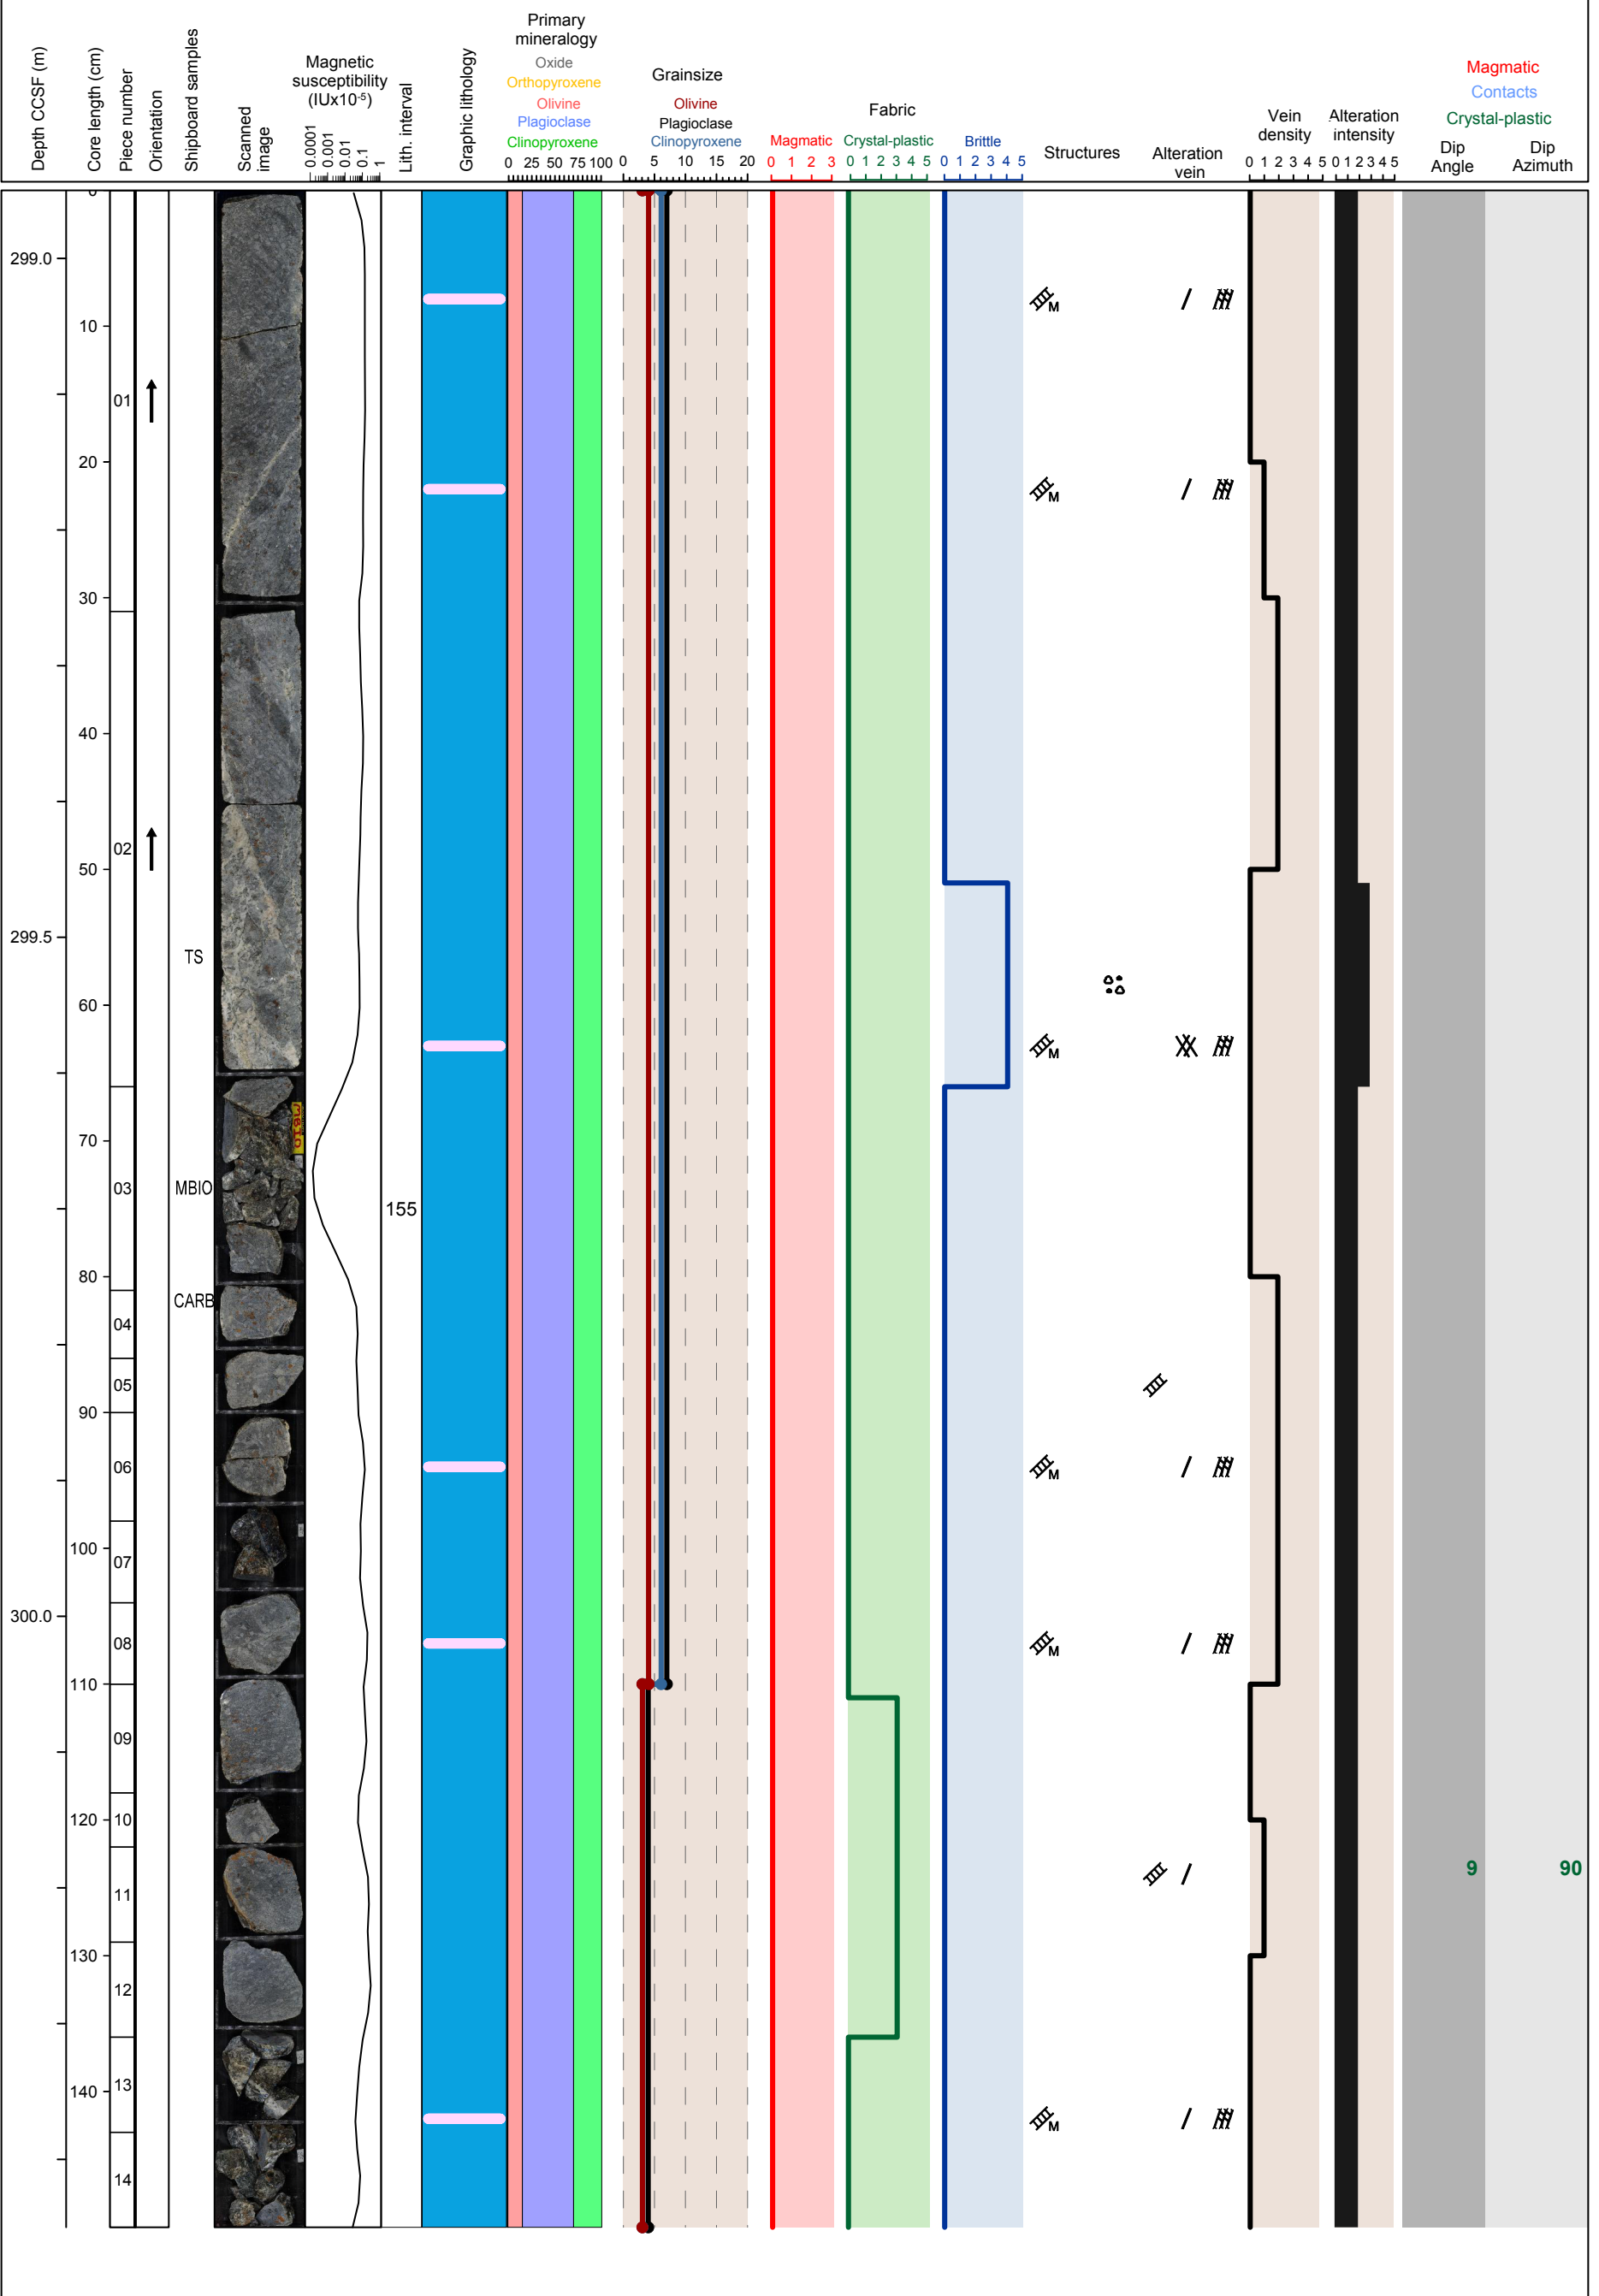 Depth CCSF (m)
Core length (cm)
Piece number
Orientation
Shipboard samples
Scanned
image
Magnetic
susceptibility
(IUx10-5)
0.0001
0.001
0.01
0.1
1
Lith. interval
Graphic lithology
Primary
mineralogy
Oxide
Orthopyroxene
Olivine
Plagioclase
Clinopyroxene
0 25 50 75 100
Grainsize
Olivine
Plagioclase
Clinopyroxene
0 5 10 15 20
Fabric
Magmatic
0 1 2 3
Crystal-plastic
0 1 2 3 4 5
Brittle
0 1 2 3 4 5
Structures
Alteration
vein
Vein
density
0 1 2 3 4 5
Alteration
intensity
0 1 2 3 4 5
Magmatic
Contacts
Crystal-plastic
Dip
Angle
Dip
Azimuth
0
299.0
M
10
01
20
M
30
40
02
50
299.5
TS
60
M
70
03
MBIO
155
80
CARB
04
05
90
06
M
100
07
300.0
08
M
110
09
120
10
11
9
90
130
12
13
140
M
14